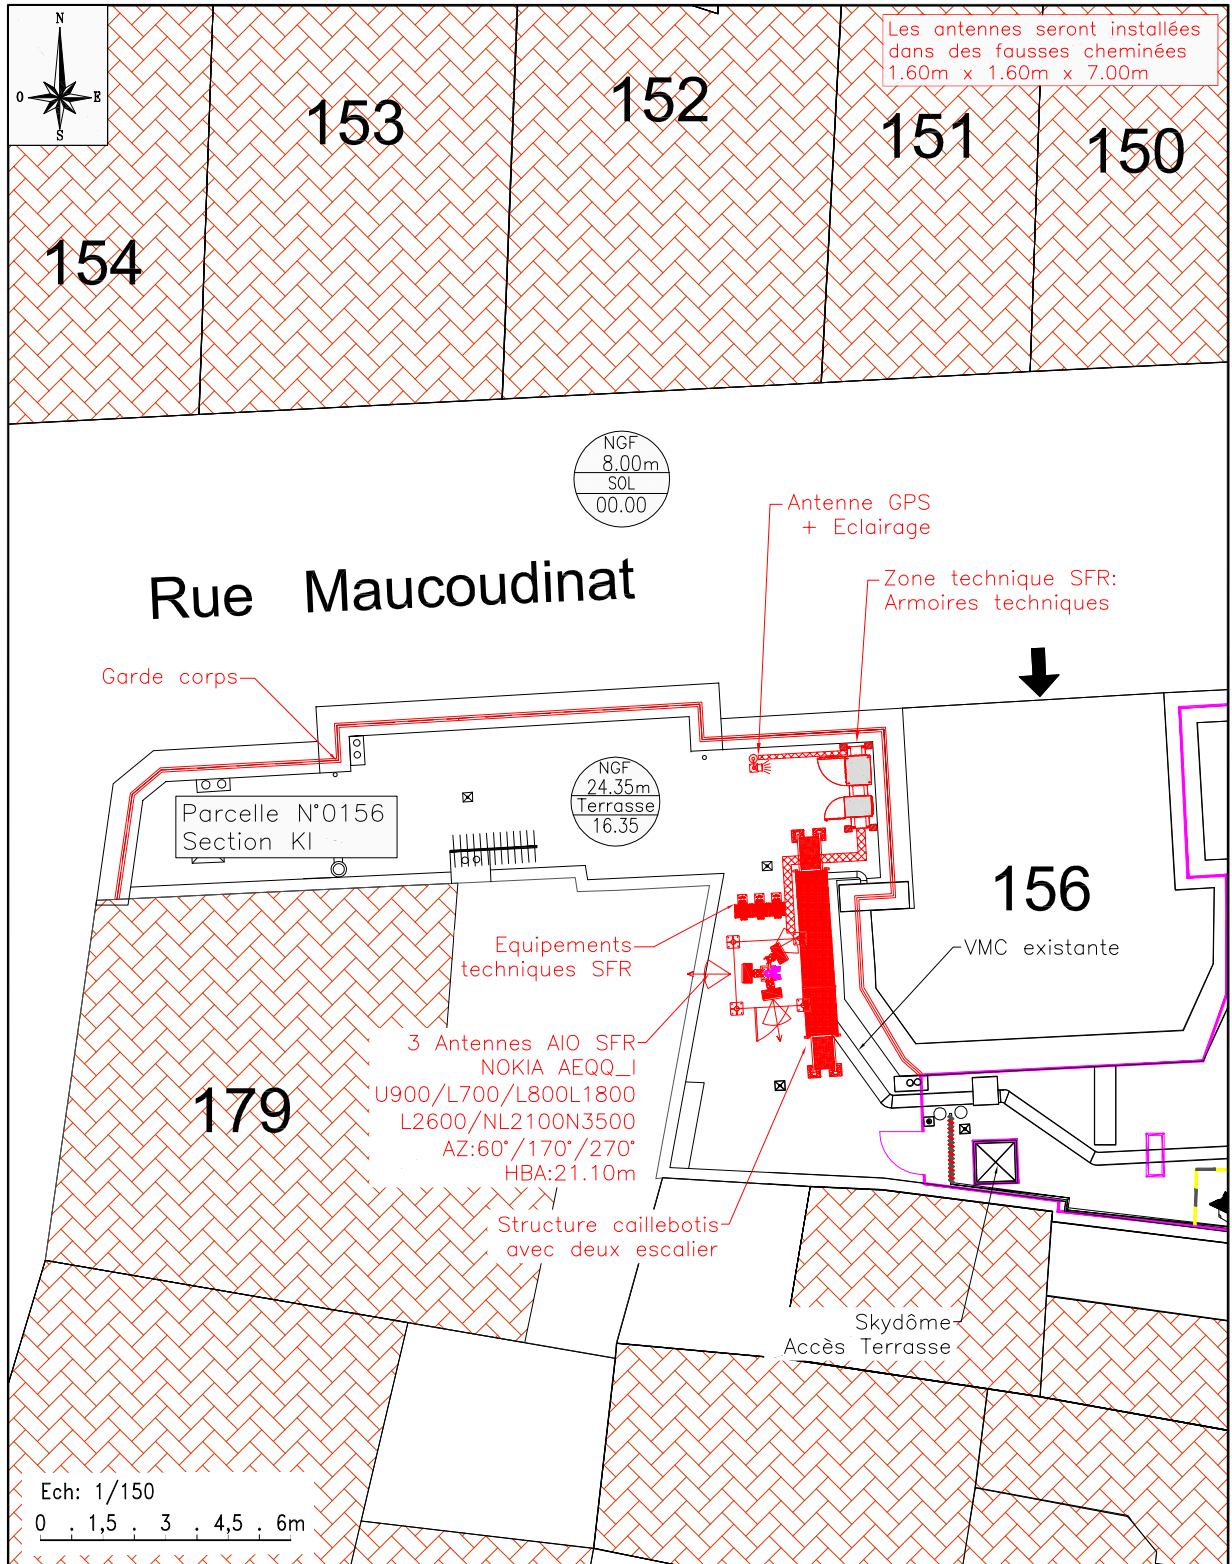 N
O
E
S
Les antennes seront installées
dans des fausses cheminées
1.60m x 1.60m x 7.00m
153
152
151
150
154
NGF
8.00m
SOL
00.00
Antenne GPS
+ Eclairage
Rue Maucoudinat
Zone technique SFR:
Armoires techniques
Garde corps
NGF
24.35m
Terrasse
16.35
Parcelle N°0156
Section KI
156
Equipements
techniques SFR
VMC existante
3 Antennes AIO SFR
NOKIA AEQQ_I
U900/L700/L800L1800
L2600/NL2100N3500
AZ:60°/170°/270°
HBA:21.10m
179
Structure caillebotis
avec deux escalier
Skydôme
Accès Terrasse
Ech: 1/150
0 . 1,5 . 3 . 4,5 . 6m